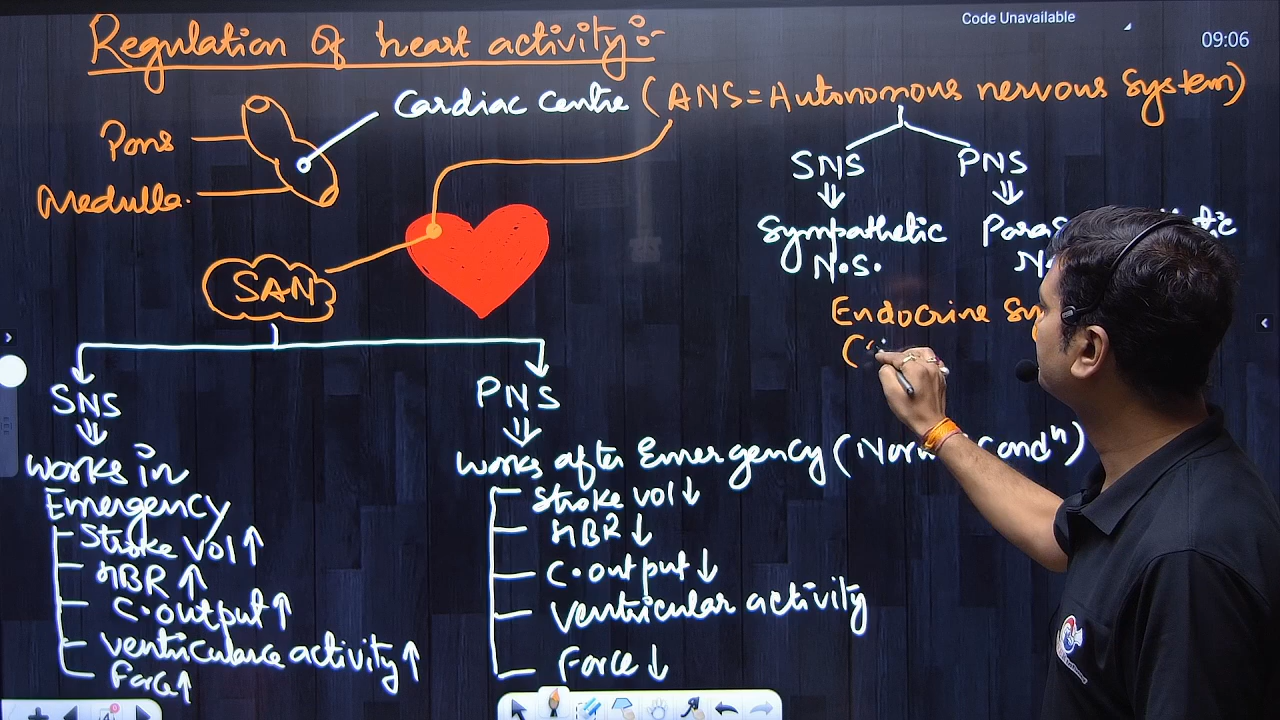 Code Unavailable
09:06
Regulation of heart activity:-
Cardiac Centre (ANS=Autonomous nervous System)
Pons
Medulla.
SNS
PNS
Sympathetic
N.S.
SAN
Endocrine
SNS
works in
Emergency
Stroke vol↑
HBR↑
C.output↑
ventriculare activity↑
Force↑
PNS
works after Emergency (Condⁿ)
Stroke vol↓
HBR↓
C.output↓
ventricular activity
Force↓